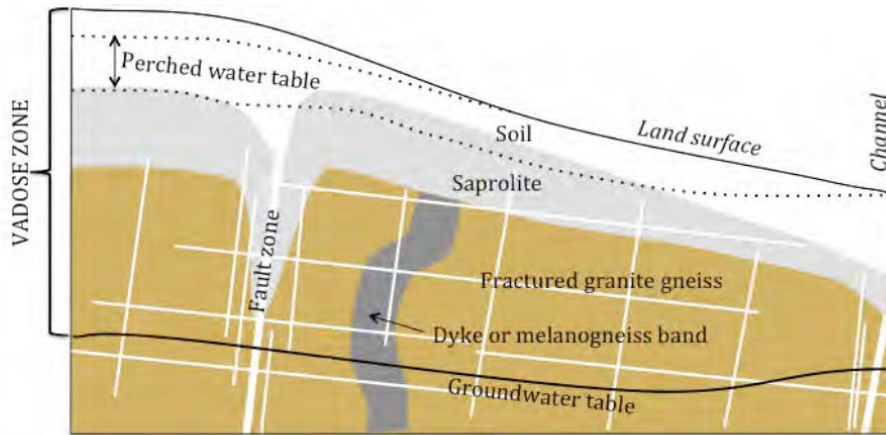 VADOSE ZONE
Perched water table
Soil
Land surface
Channel
Saprolite
Fault zone
Fractured granite gneiss
Dyke or melanogneiss band
Groundwater table